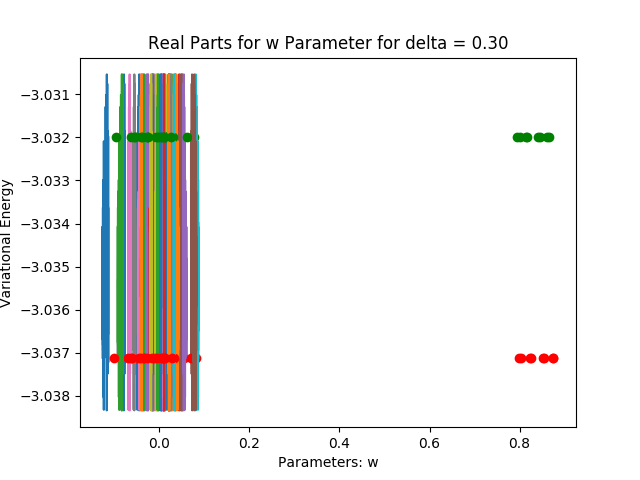 Real Parts for w Parameter for delta = 0.30
Variational Energy
−3.031
−3.032
−3.033
−3.034
−3.035
−3.036
−3.037
−3.038
0.0 0.2 0.4 0.6 0.8
Parameters: w